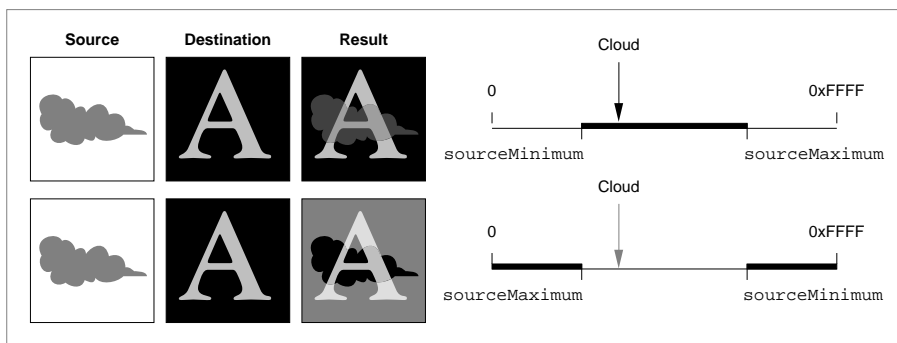 Source Destination Result
A A
Cloud
0 0xFFFF
sourceMinimum sourceMaximum
A A
Cloud
0 0xFFFF
sourceMaximum sourceMinimum